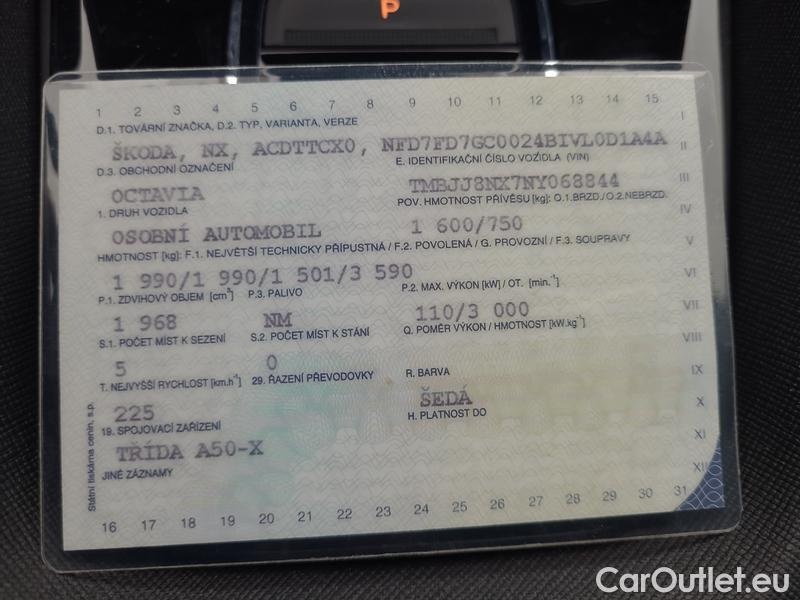 P
1 2 3 4 5 6 7 8 9 10 11 12 13 14 15
I
D.1. TOVÁRNÍ ZNAČKA, D.2. TYP, VARIANTA, VERZE
ŠKODA, NX, ACDTTCX0, NFD7FD7GC0024BIVL0D1A4A
II
D.3. OBCHODNÍ OZNAČENÍ E. IDENTIFIKAČNÍ ČÍSLO VOZIDLA (VIN)
OCTAVIA TMBJJ8NX7NY068844
III
1. DRUH VOZIDLA POV. HMOTNOST PŘÍVĚSU [kg]: O.1.BRZD./O.2.NEBRZD.
OSOBNÍ AUTOMOBIL 1 600/750
IV
HMOTNOST [kg]: F.1. NEJVĚTŠÍ TECHNICKY PŘÍPUSTNÁ / F.2. POVOLENÁ / G. PROVOZNÍ / F.3. SOUPRAVY
V
1 990/1 990/1 501/3 590
VI
P.1. ZDVIHOVÝ OBJEM [cm³] P.3. PALIVO P.2. MAX. VÝKON [kW] / OT. [min.⁻¹]
1 968 NM 110/3 000
VII
S.1. POČET MÍST K SEZENÍ S.2. POČET MÍST K STÁNÍ Q. POMĚR VÝKON / HMOTNOST [kW.kg⁻¹]
5 0
VIII
T. NEJVYŠŠÍ RYCHLOST [km.h⁻¹] 29. ŘAZENÍ PŘEVODOVKY R. BARVA
IX
225 ŠEDÁ
X
19. SPOJOVACÍ ZAŘÍZENÍ H. PLATNOST DO
TŘÍDA A50-X
XI
JINÉ ZÁZNAMY
XII
Státní tiskárna cenin, s.p.
16 17 18 19 20 21 22 23 24 25 26 27 28 29 30 31
CarOutlet.eu